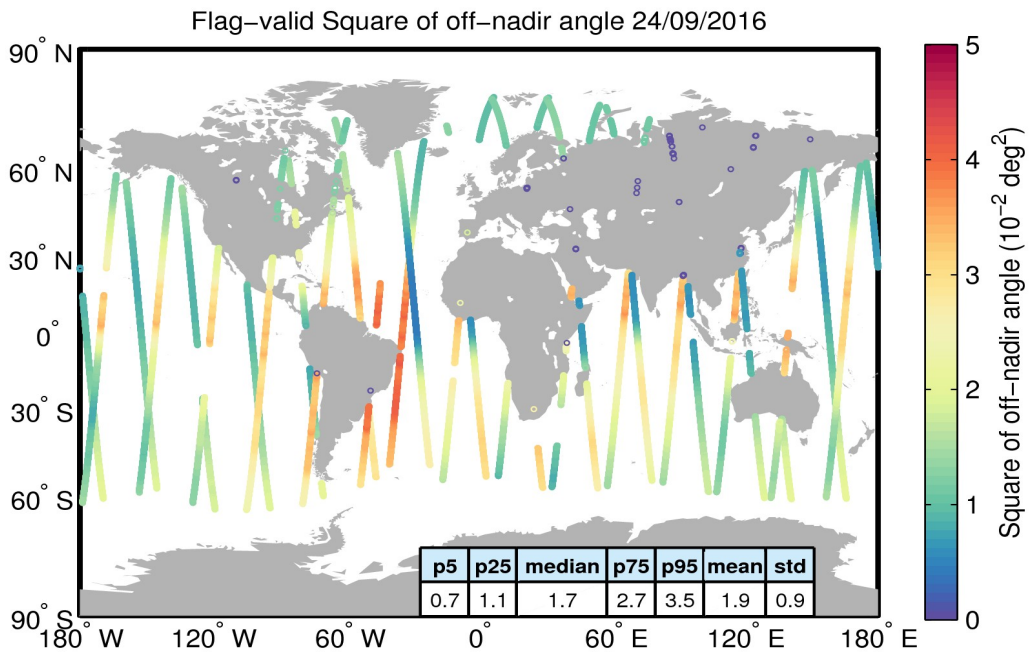 Flag−valid Square of off−nadir angle 24/09/2016
90° N
60° N
30° N
0°
30° S
60° S
90° S
180° W
120° W
60° W
0°
60° E
120° E
180° E
p5 p25 median p75 p95 mean std
0.7 1.1 1.7 2.7 3.5 1.9 0.9
5
4
3
2
1
0
Square of off−nadir angle (10⁻² deg²)